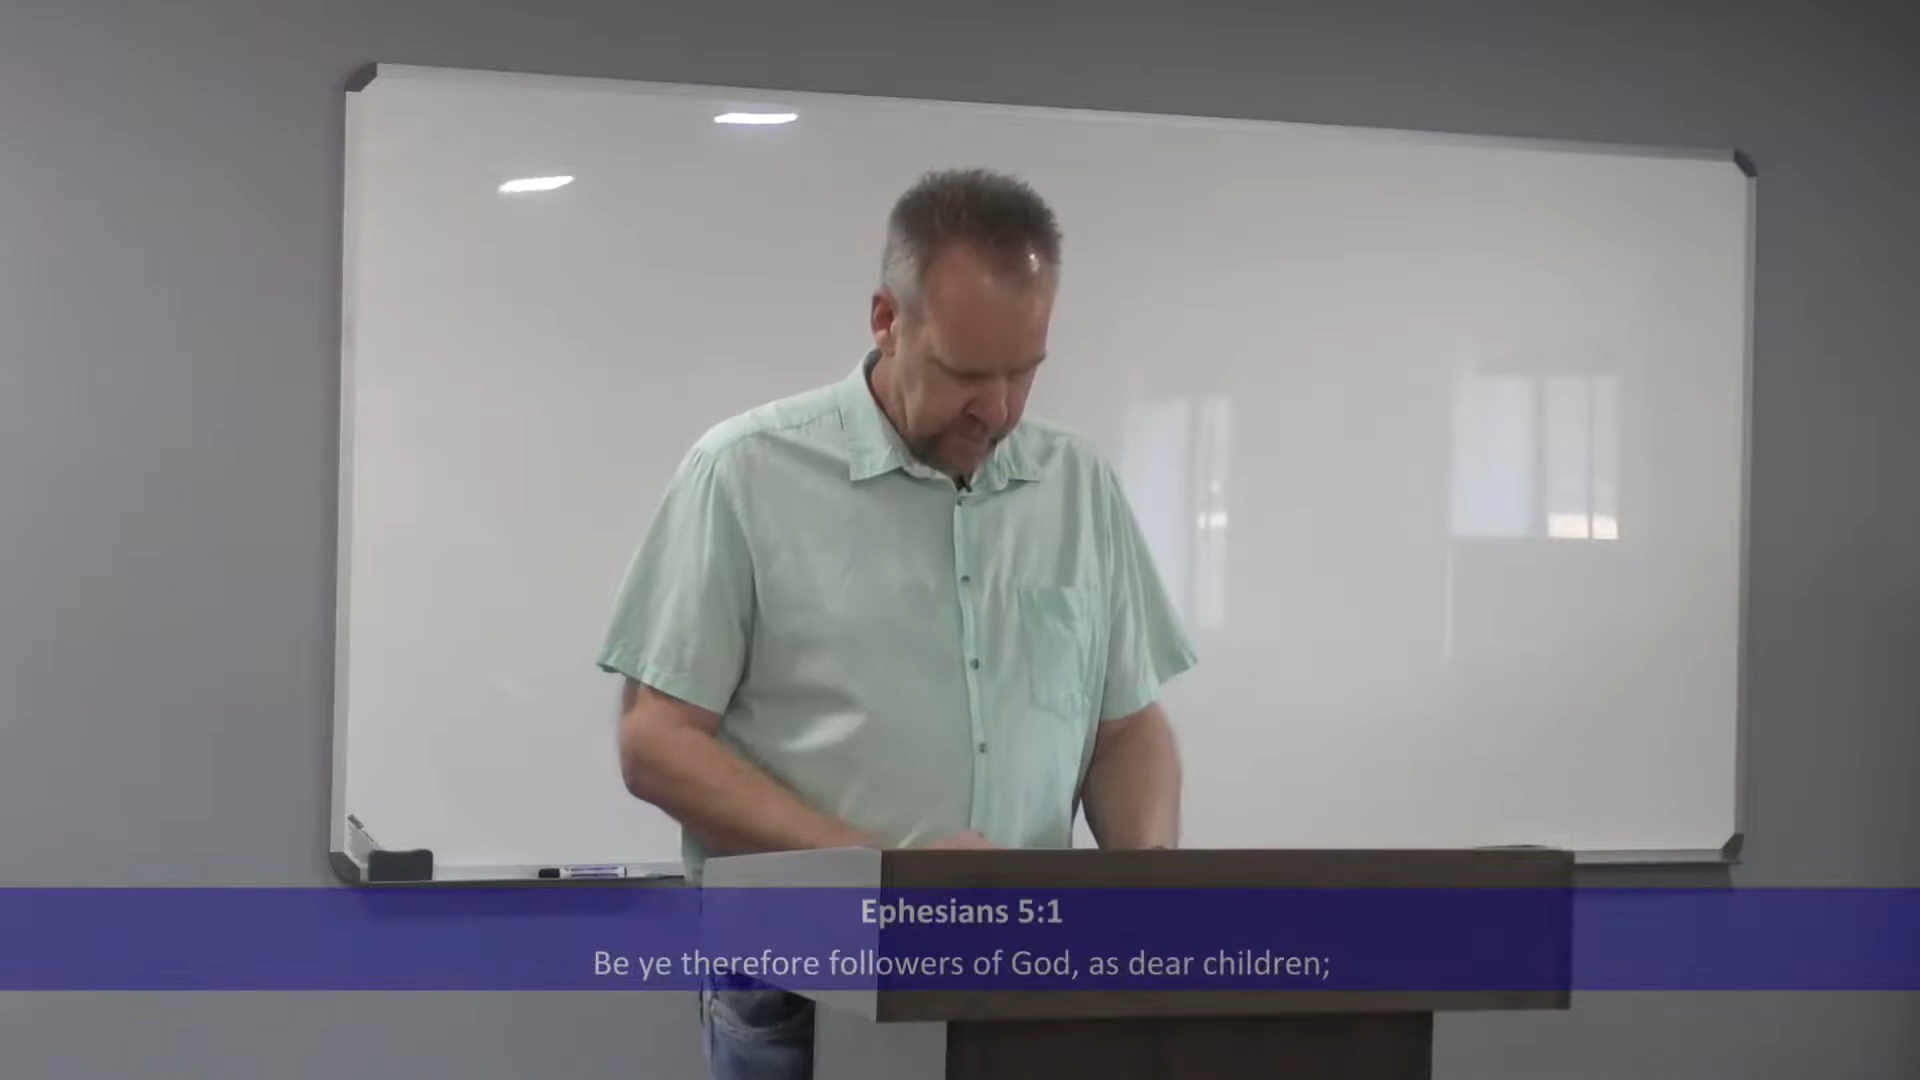 Ephesians 5:1
Be ye therefore followers of God, as dear children;